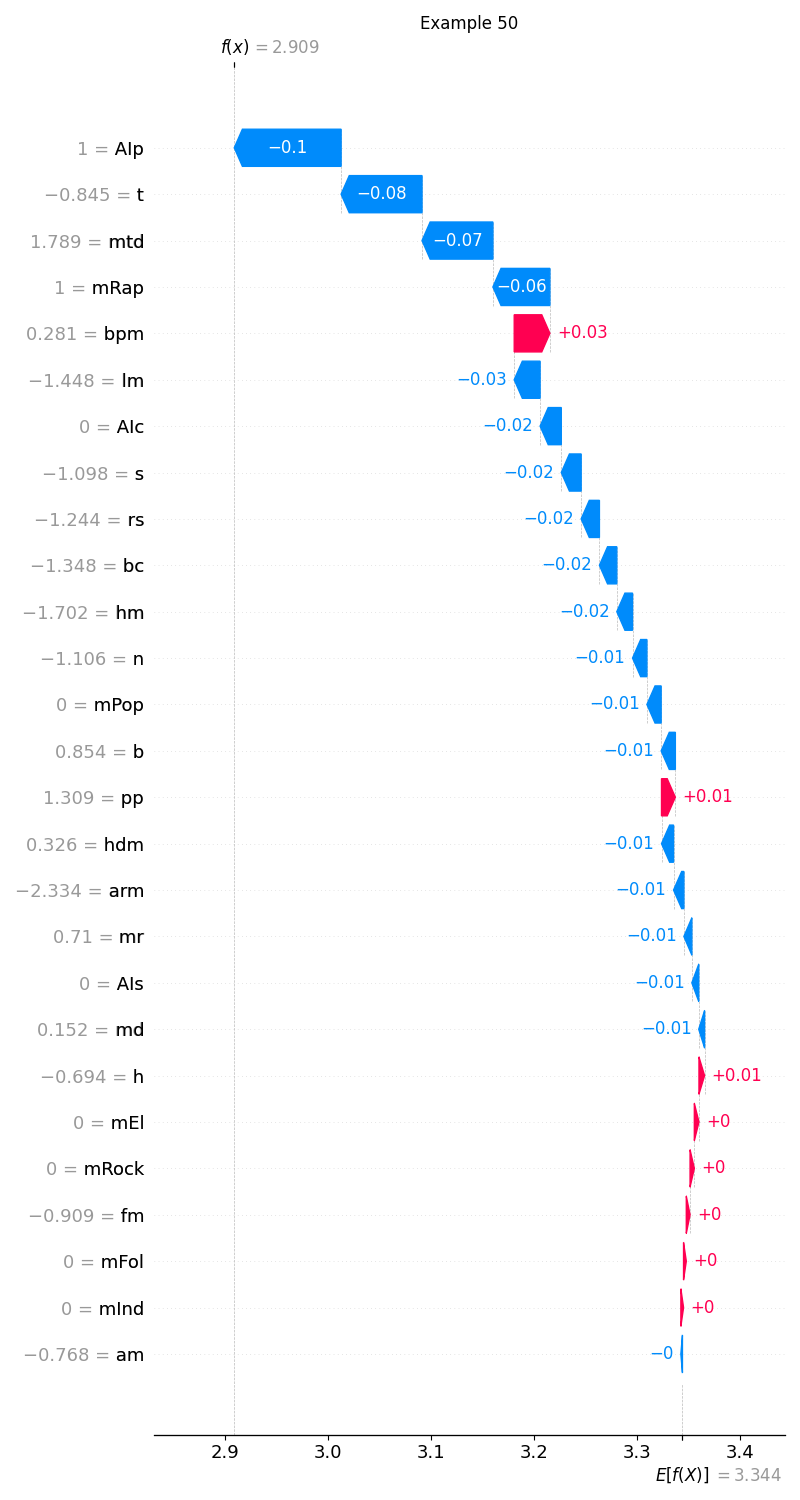 Example 50
f(x) = 2.909
1 = AIp −0.1
−0.845 = t −0.08
1.789 = mtd −0.07
1 = mRap −0.06
0.281 = bpm +0.03
−1.448 = lm −0.03
0 = AIc −0.02
−1.098 = s −0.02
−1.244 = rs −0.02
−1.348 = bc −0.02
−1.702 = hm −0.02
−1.106 = n −0.01
0 = mPop −0.01
0.854 = b −0.01
1.309 = pp +0.01
0.326 = hdm −0.01
−2.334 = arm −0.01
0.71 = mr −0.01
0 = AIs −0.01
0.152 = md −0.01
−0.694 = h +0.01
0 = mEl +0
0 = mRock +0
−0.909 = fm +0
0 = mFol +0
0 = mInd +0
−0.768 = am −0
2.9 3.0 3.1 3.2 3.3 3.4
E[f(X)] = 3.344